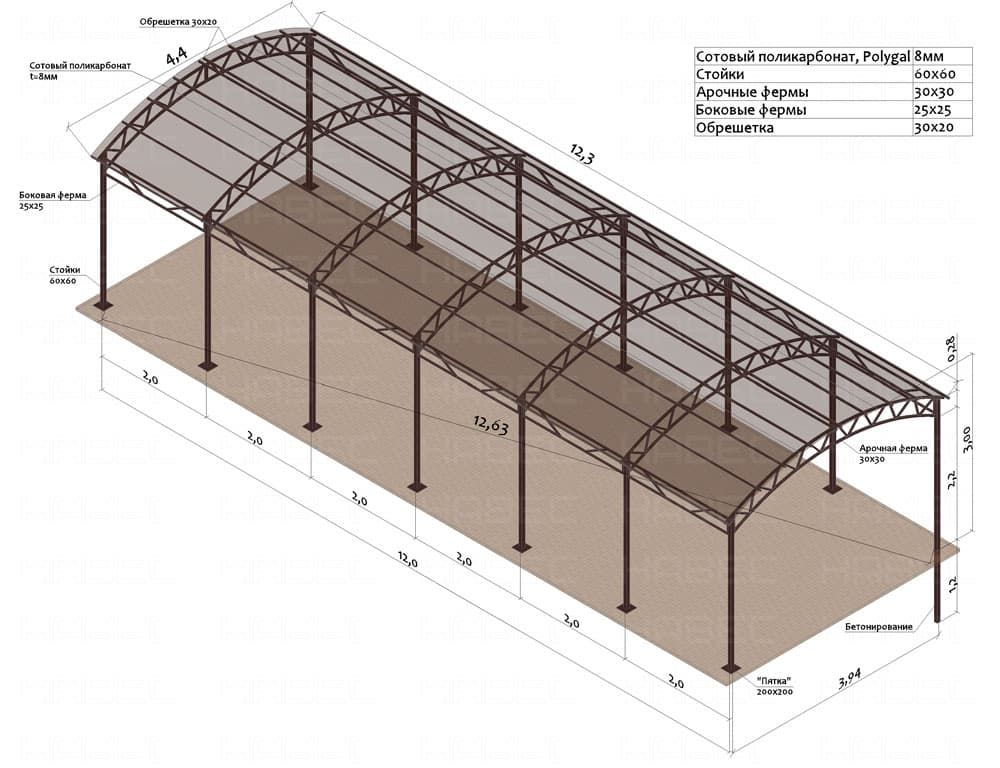 Обрешетка 30х20
4,4
Сотовый поликарбонат
t=8мм
12,3
Сотовый поликарбонат, Polygal 8мм
Стойки 60х60
Арочные фермы 30х30
Боковые фермы 25х25
Обрешетка 30х20
Боковая ферма
25х25
Стойки
60х60
0,28
3,00
2,2
1,2
Арочная ферма
30х30
12,63
2,0
2,0
2,0
2,0
2,0
2,0
12,0
Бетонирование
"Пятка"
200х200
3,94
НАВЕС